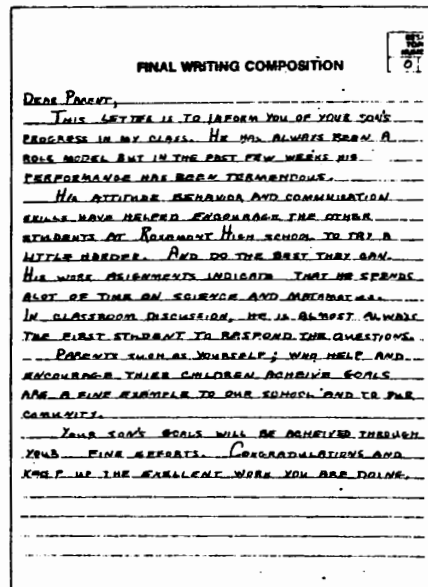 FINAL WRITING COMPOSITION
DEAR PARENT,
THIS LETTER IS TO INFORM YOU OF YOUR SON'S
PROGRESS IN MY CLASS. HE HAS ALWAYS BEEN A
ROLE MODEL BUT IN THE PAST FEW WEEKS HIS
PERFORMANCE HAS BEEN TERMENDOUS.
HIS ATTITUDE BEHAVIOR AND COMMUNICATION
SKILLS HAVE HELPED ENCOURAGE THE OTHER
STUDENTS AT ROSAMONT HIGH SCHOOL TO TRY A
LITTLE HARDER. AND DO THE BEST THEY CAN.
HIS WORK ASIGNMENTS INDICATE THAT HE SPENDS
ALOT OF TIME ON SCIENCE AND
IN CLASSROOM DISCUSSION, HE IS ALMOST ALWAYS
THE FIRST STUDENT TO RESPOND THE QUESTIONS.
PARENTS SUCH AS YOURSELF; WHO HELP AND
ENCOURAGE THIER CHILDREN ACHEIVE GOALS
ARE A FINE EXAMPLE TO OUR SCHOOL AND TO OUR
COMUNITY.
YOUR SON'S GOALS WILL BE ACHEIVED THROUGH
YOUR FINE EFFORTS. CONGRADULATIONS AND
KEEP UP THE EXELLENT WORK YOU ARE DOING.